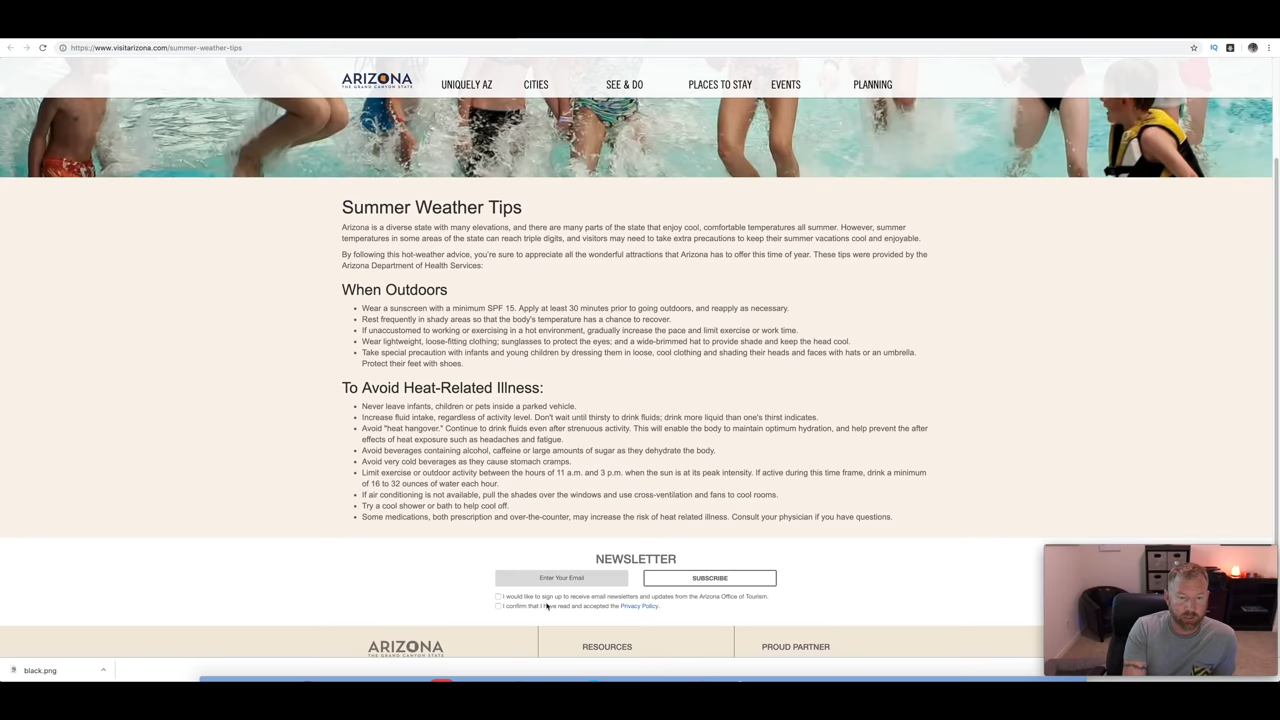 https://www.visitarizona.com/summer-weather-tips
IQ
ARIZONA
THE GRAND CANYON STATE
UNIQUELY AZ
CITIES
SEE & DO
PLACES TO STAY
EVENTS
PLANNING
Summer Weather Tips
Arizona is a diverse state with many elevations, and there are many parts of the state that enjoy cool, comfortable temperatures all summer. However, summer
temperatures in some areas of the state can reach triple digits, and visitors may need to take extra precautions to keep their summer vacations cool and enjoyable.
By following this hot-weather advice, you're sure to appreciate all the wonderful attractions that Arizona has to offer this time of year. These tips were provided by the
Arizona Department of Health Services:
When Outdoors
• Wear a sunscreen with a minimum SPF 15. Apply at least 30 minutes prior to going outdoors, and reapply as necessary.
• Rest frequently in shady areas so that the body's temperature has a chance to recover.
• If unaccustomed to working or exercising in a hot environment, gradually increase the pace and limit exercise or work time.
• Wear lightweight, loose-fitting clothing; sunglasses to protect the eyes; and a wide-brimmed hat to provide shade and keep the head cool.
• Take special precaution with infants and young children by dressing them in loose, cool clothing and shading their heads and faces with hats or an umbrella.
Protect their feet with shoes.
To Avoid Heat-Related Illness:
• Never leave infants, children or pets inside a parked vehicle.
• Increase fluid intake, regardless of activity level. Don't wait until thirsty to drink fluids; drink more liquid than one's thirst indicates.
• Avoid "heat hangover." Continue to drink fluids even after strenuous activity. This will enable the body to maintain optimum hydration, and help prevent the after
effects of heat exposure such as headaches and fatigue.
• Avoid beverages containing alcohol, caffeine or large amounts of sugar as they dehydrate the body.
• Avoid very cold beverages as they cause stomach cramps.
• Limit exercise or outdoor activity between the hours of 11 a.m. and 3 p.m. when the sun is at its peak intensity. If active during this time frame, drink a minimum
of 16 to 32 ounces of water each hour.
• If air conditioning is not available, pull the shades over the windows and use cross-ventilation and fans to cool rooms.
• Try a cool shower or bath to help cool off.
• Some medications, both prescription and over-the-counter, may increase the risk of heat related illness. Consult your physician if you have questions.
NEWSLETTER
Enter Your Email
SUBSCRIBE
I would like to sign up to receive email newsletters and updates from the Arizona Office of Tourism.
I confirm that I have read and accepted the Privacy Policy.
ARIZONA
THE GRAND CANYON STATE
RESOURCES
PROUD PARTNER
black.png